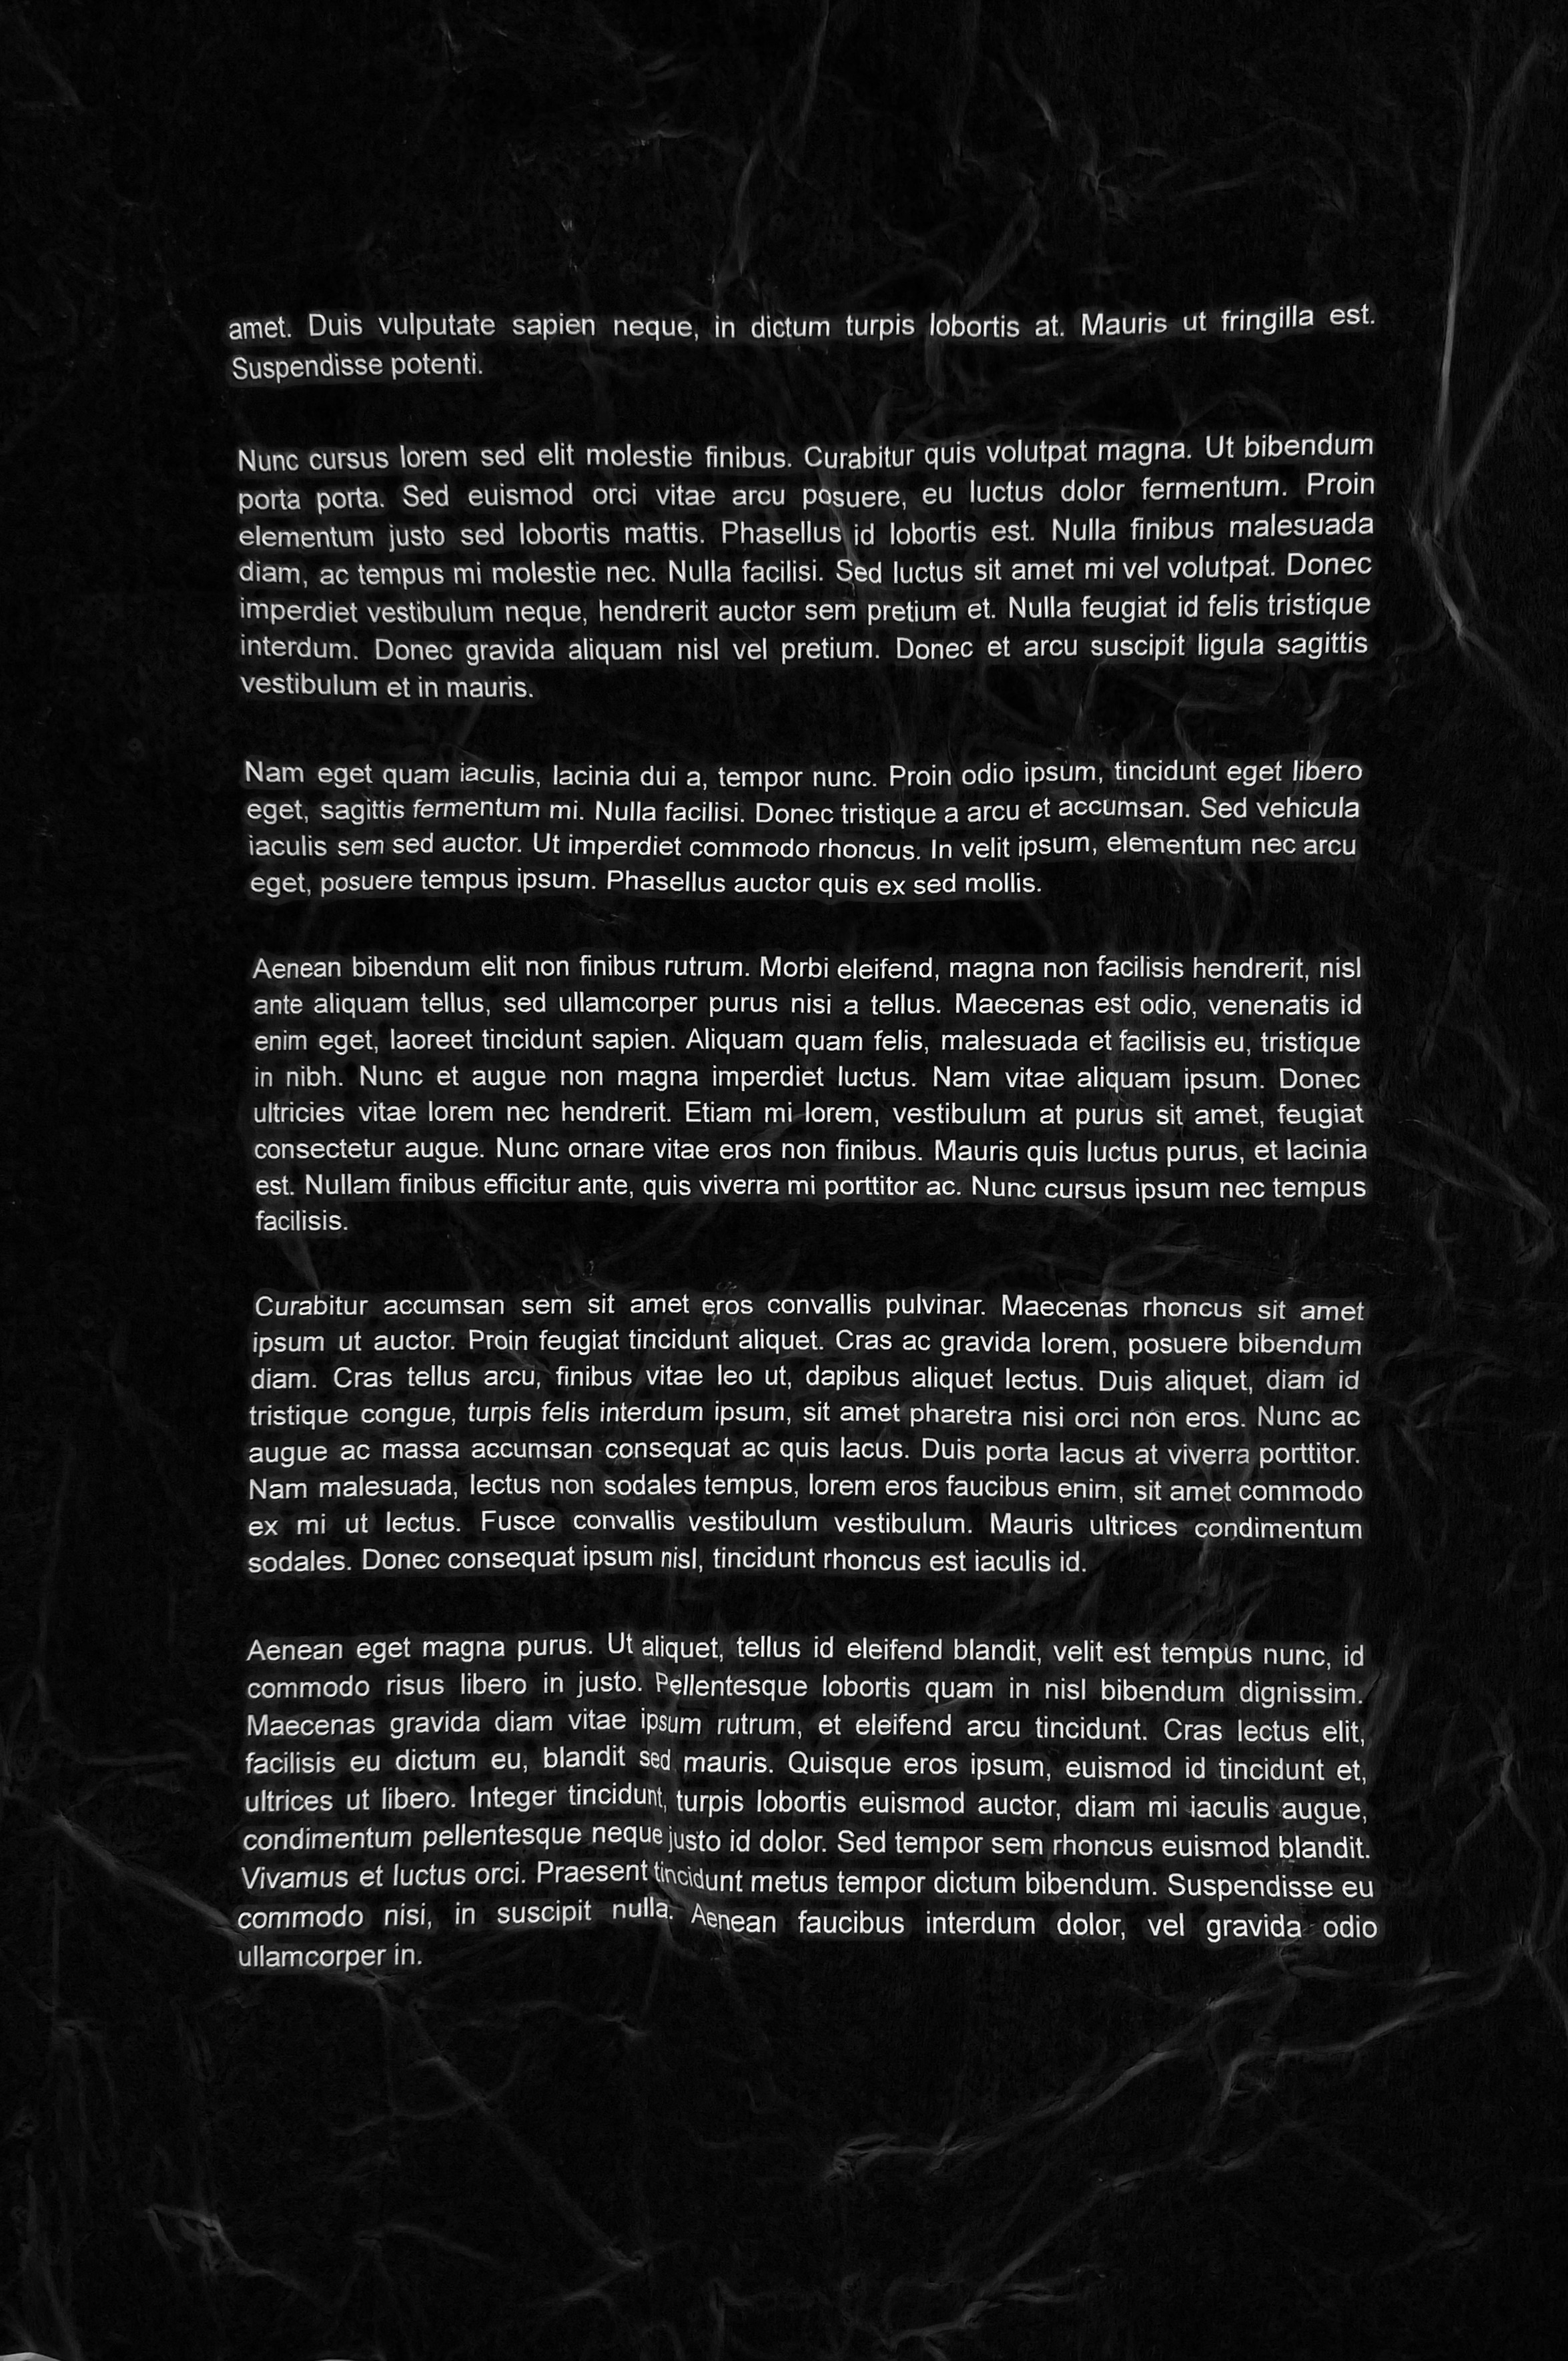 amet. Duis vulputate sapien neque, in dictum turpis lobortis at. Mauris ut fringilla est.
Suspendisse potenti.
Nunc cursus lorem sed elit molestie finibus. Curabitur quis volutpat magna. Ut bibendum
porta porta. Sed euismod orci vitae arcu posuere, eu luctus dolor fermentum. Proin
elementum justo sed lobortis mattis. Phasellus id lobortis est. Nulla finibus malesuada
diam, ac tempus mi molestie nec. Nulla facilisi. Sed luctus sit amet mi vel volutpat. Donec
imperdiet vestibulum neque, hendrerit auctor sem pretium et. Nulla feugiat id felis tristique
interdum. Donec gravida aliquam nisl vel pretium. Donec et arcu suscipit ligula sagittis
vestibulum et in mauris.
Nam eget quam iaculis, lacinia dui a, tempor nunc. Proin odio ipsum, tincidunt eget libero
eget, sagittis fermentum mi. Nulla facilisi. Donec tristique a arcu et accumsan. Sed vehicula
iaculis sem sed auctor. Ut imperdiet commodo rhoncus. In velit ipsum, elementum nec arcu
eget, posuere tempus ipsum. Phasellus auctor quis ex sed mollis.
Aenean bibendum elit non finibus rutrum. Morbi eleifend, magna non facilisis hendrerit, nisl
ante aliquam tellus, sed ullamcorper purus nisi a tellus. Maecenas est odio, venenatis id
enim eget, laoreet tincidunt sapien. Aliquam quam felis, malesuada et facilisis eu, tristique
in nibh. Nunc et augue non magna imperdiet luctus. Nam vitae aliquam ipsum. Donec
ultricies vitae lorem nec hendrerit. Etiam mi lorem, vestibulum at purus sit amet, feugiat
consectetur augue. Nunc ornare vitae eros non finibus. Mauris quis luctus purus, et lacinia
est. Nullam finibus efficitur ante, quis viverra mi porttitor ac. Nunc cursus ipsum nec tempus
facilisis.
Curabitur accumsan sem sit amet eros convallis pulvinar. Maecenas rhoncus sit amet
ipsum ut auctor. Proin feugiat tincidunt aliquet. Cras ac gravida lorem, posuere bibendum
diam. Cras tellus arcu, finibus vitae leo ut, dapibus aliquet lectus. Duis aliquet, diam id
tristique congue, turpis felis interdum ipsum, sit amet pharetra nisi orci non eros. Nunc ac
augue ac massa accumsan consequat ac quis lacus. Duis porta lacus at viverra porttitor.
Nam malesuada, lectus non sodales tempus, lorem eros faucibus enim, sit amet commodo
ex mi ut lectus. Fusce convallis vestibulum vestibulum. Mauris ultrices condimentum
sodales. Donec consequat ipsum nisl, tincidunt rhoncus est iaculis id.
Aenean eget magna purus. Ut aliquet, tellus id eleifend blandit, velit est tempus nunc, id
commodo risus libero in justo. Pellentesque lobortis quam in nisl bibendum dignissim.
Maecenas gravida diam vitae ipsum rutrum, et eleifend arcu tincidunt. Cras lectus elit,
facilisis eu dictum eu, blandit sed mauris. Quisque eros ipsum, euismod id tincidunt et,
ultrices ut libero. Integer tincidunt, turpis lobortis euismod auctor, diam mi iaculis augue,
condimentum pellentesque neque justo id dolor. Sed tempor sem rhoncus euismod blandit.
Vivamus et luctus orci. Praesent tincidunt metus tempor dictum bibendum. Suspendisse eu
commodo nisi, in suscipit nulla. Aenean faucibus interdum dolor, vel gravida odio
ullamcorper in.